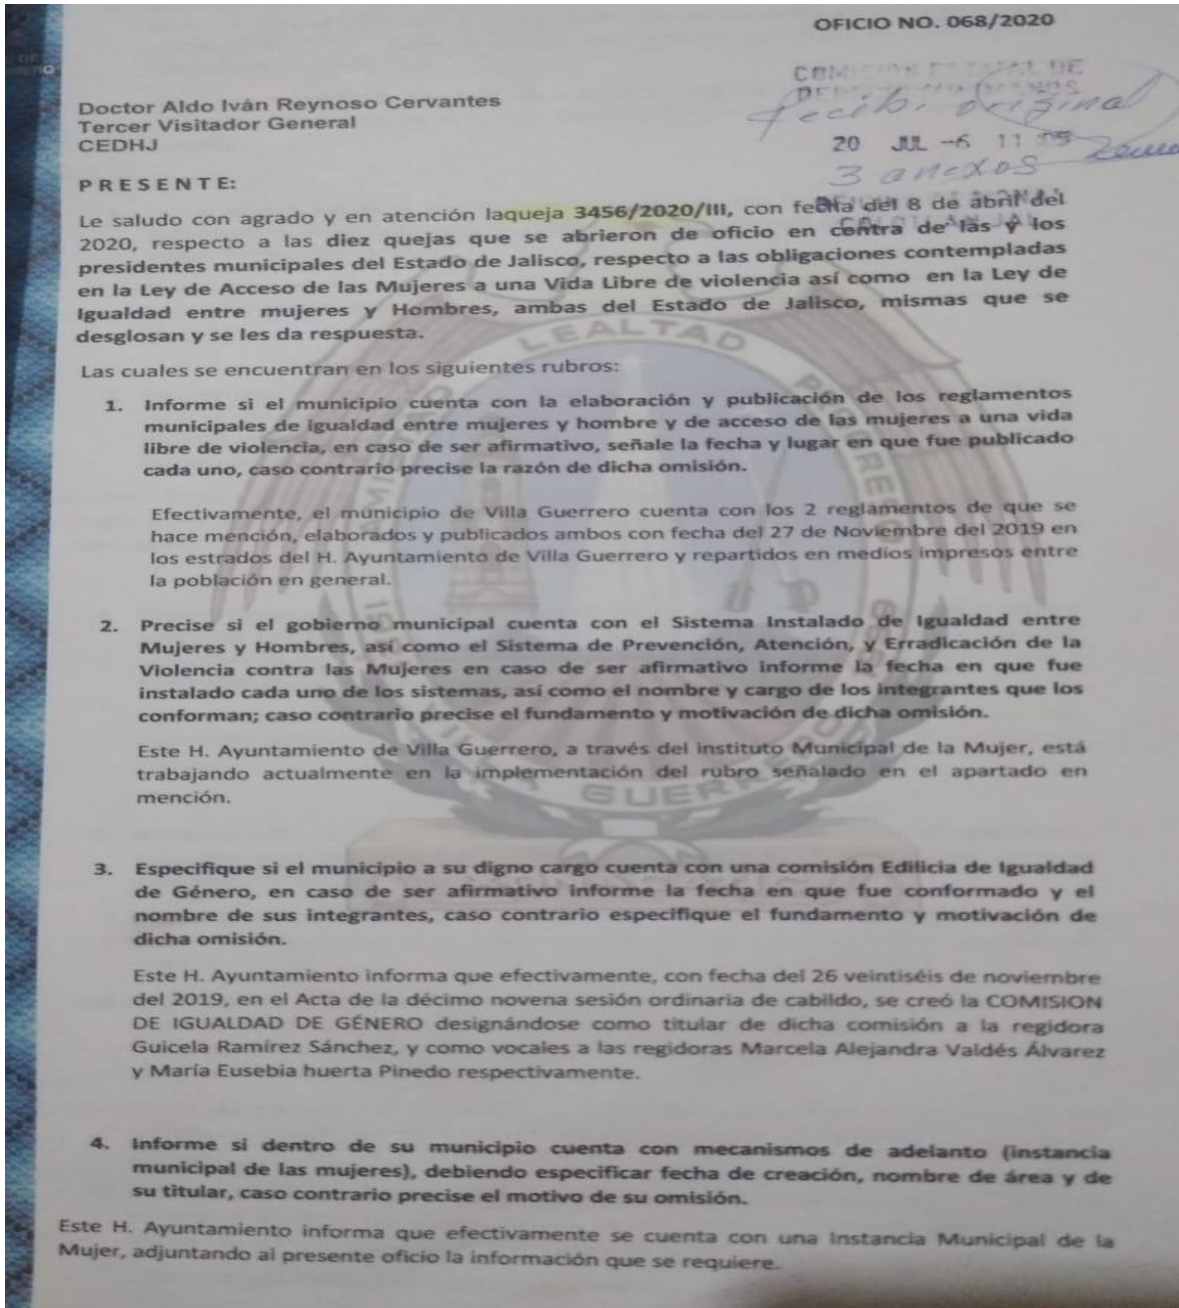 OFICIO NO. 068/2020
COMISION ESTATAL DE
Recibi original
20 JUL -6 11:05
3 anexos
Doctor Aldo Iván Reynoso Cervantes
Tercer Visitador General
CEDHJ
P R E S E N T E:
Le saludo con agrado y en atención laqueja 3456/2020/III, con fecha del 8 de abril del
2020, respecto a las diez quejas que se abrieron de oficio en contra de las y los
presidentes municipales del Estado de Jalisco, respecto a las obligaciones contempladas
en la Ley de Acceso de las Mujeres a una Vida Libre de violencia así como en la Ley de
Igualdad entre mujeres y Hombres, ambas del Estado de Jalisco, mismas que se
desglosan y se les da respuesta.
Las cuales se encuentran en los siguientes rubros:
1. Informe si el municipio cuenta con la elaboración y publicación de los reglamentos
municipales de igualdad entre mujeres y hombre y de acceso de las mujeres a una vida
libre de violencia, en caso de ser afirmativo, señale la fecha y lugar en que fue publicado
cada uno, caso contrario precise la razón de dicha omisión.
Efectivamente, el municipio de Villa Guerrero cuenta con los 2 reglamentos de que se
hace mención, elaborados y publicados ambos con fecha del 27 de Noviembre del 2019 en
los estrados del H. Ayuntamiento de Villa Guerrero y repartidos en medios impresos entre
la población en general.
2. Precise si el gobierno municipal cuenta con el Sistema Instalado de Igualdad entre
Mujeres y Hombres, así como el Sistema de Prevención, Atención, y Erradicación de la
Violencia contra las Mujeres en caso de ser afirmativo informe la fecha en que fue
instalado cada uno de los sistemas, así como el nombre y cargo de los integrantes que los
conforman; caso contrario precise el fundamento y motivación de dicha omisión.
Este H. Ayuntamiento de Villa Guerrero, a través del instituto Municipal de la Mujer, está
trabajando actualmente en la implementación del rubro señalado en el apartado en
mención.
3. Especifique si el municipio a su digno cargo cuenta con una comisión Edilicia de Igualdad
de Género, en caso de ser afirmativo informe la fecha en que fue conformado y el
nombre de sus integrantes, caso contrario especifique el fundamento y motivación de
dicha omisión.
Este H. Ayuntamiento informa que efectivamente, con fecha del 26 veintiséis de noviembre
del 2019, en el Acta de la décimo novena sesión ordinaria de cabildo, se creó la COMISION
DE IGUALDAD DE GÉNERO designándose como titular de dicha comisión a la regidora
Guicela Ramírez Sánchez, y como vocales a las regidoras Marcela Alejandra Valdés Álvarez
y María Eusebia huerta Pinedo respectivamente.
4. Informe si dentro de su municipio cuenta con mecanismos de adelanto (instancia
municipal de las mujeres), debiendo especificar fecha de creación, nombre de área y de
su titular, caso contrario precise el motivo de su omisión.
Este H. Ayuntamiento informa que efectivamente se cuenta con una Instancia Municipal de la
Mujer, adjuntando al presente oficio la información que se requiere.